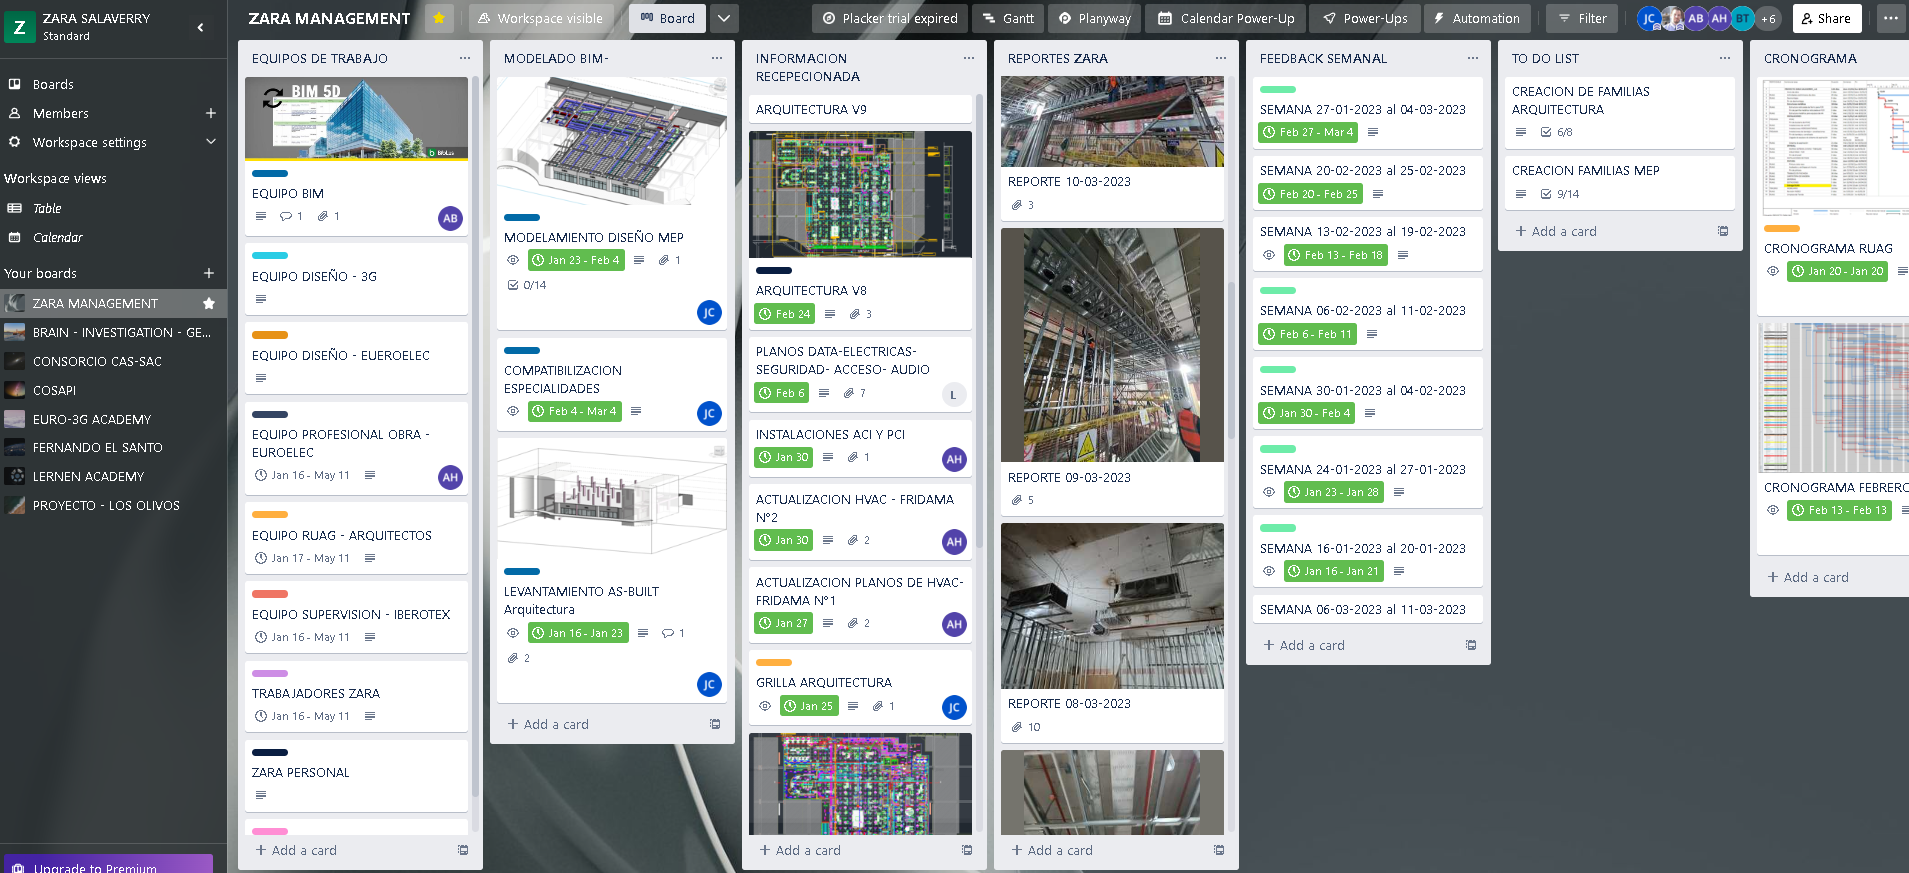 Z
ZARA SALAVERRY
Standard
Boards
Members
Workspace settings
Workspace views
Table
Calendar
Your boards
ZARA MANAGEMENT
BRAIN - INVESTIGATION - GE...
CONSORCIO CAS-SAC
COSAPI
EURO-3G ACADEMY
FERNANDO EL SANTO
LERNEN ACADEMY
PROYECTO - LOS OLIVOS
Upgrade to Premium
ZARA MANAGEMENT
Workspace visible
Board
Placker trial expired
Gantt
Planyway
Calendar Power-Up
Power-Ups
Automation
Filter
JC
AB
AH
BT
+6
Share
EQUIPOS DE TRABAJO
BIM 5D
BibLus
EQUIPO BIM
1
1
AB
EQUIPO DISEÑO - 3G
EQUIPO DISEÑO - EUEROELEC
EQUIPO PROFESIONAL OBRA -
EUROELEC
Jan 16 - May 11
AH
EQUIPO RUAG - ARQUITECTOS
Jan 17 - May 11
EQUIPO SUPERVISION - IBEROTEX
Jan 16 - May 11
TRABAJADORES ZARA
Jan 16 - May 11
ZARA PERSONAL
+ Add a card
MODELADO BIM-
MODELAMIENTO DISEÑO MEP
Jan 23 - Feb 4
1
0/14
JC
COMPATIBILIZACION
ESPECIALIDADES
Feb 4 - Mar 4
JC
LEVANTAMIENTO AS-BUILT
Arquitectura
Jan 16 - Jan 23
1
2
JC
+ Add a card
INFORMACION
RECEPECIONADA
ARQUITECTURA V9
ARQUITECTURA V8
Feb 24
3
PLANOS DATA-ELECTRICAS-
SEGURIDAD- ACCESO- AUDIO
Feb 6
7
L
INSTALACIONES ACI Y PCI
Jan 30
1
AH
ACTUALIZACION HVAC - FRIDAMA
N°2
Jan 30
2
AH
ACTUALIZACION PLANOS DE HVAC-
FRIDAMA N°1
Jan 27
2
AH
GRILLA ARQUITECTURA
Jan 25
1
JC
+ Add a card
REPORTES ZARA
REPORTE 10-03-2023
3
REPORTE 09-03-2023
5
REPORTE 08-03-2023
10
+ Add a card
FEEDBACK SEMANAL
SEMANA 27-01-2023 al 04-03-2023
Feb 27 - Mar 4
SEMANA 20-02-2023 al 25-02-2023
Feb 20 - Feb 25
SEMANA 13-02-2023 al 19-02-2023
Feb 13 - Feb 18
SEMANA 06-02-2023 al 11-02-2023
Feb 6 - Feb 11
SEMANA 30-01-2023 al 04-02-2023
Jan 30 - Feb 4
SEMANA 24-01-2023 al 27-01-2023
Jan 23 - Jan 28
SEMANA 16-01-2023 al 20-01-2023
Jan 16 - Jan 21
SEMANA 06-03-2023 al 11-03-2023
+ Add a card
TO DO LIST
CREACION DE FAMILIAS
ARQUITECTURA
6/8
CREACION FAMILIAS MEP
9/14
+ Add a card
CRONOGRAMA
CRONOGRAMA RUAG
Jan 20 - Jan 20
CRONOGRAMA FEBRERO
Feb 13 - Feb 13
+ Add a card